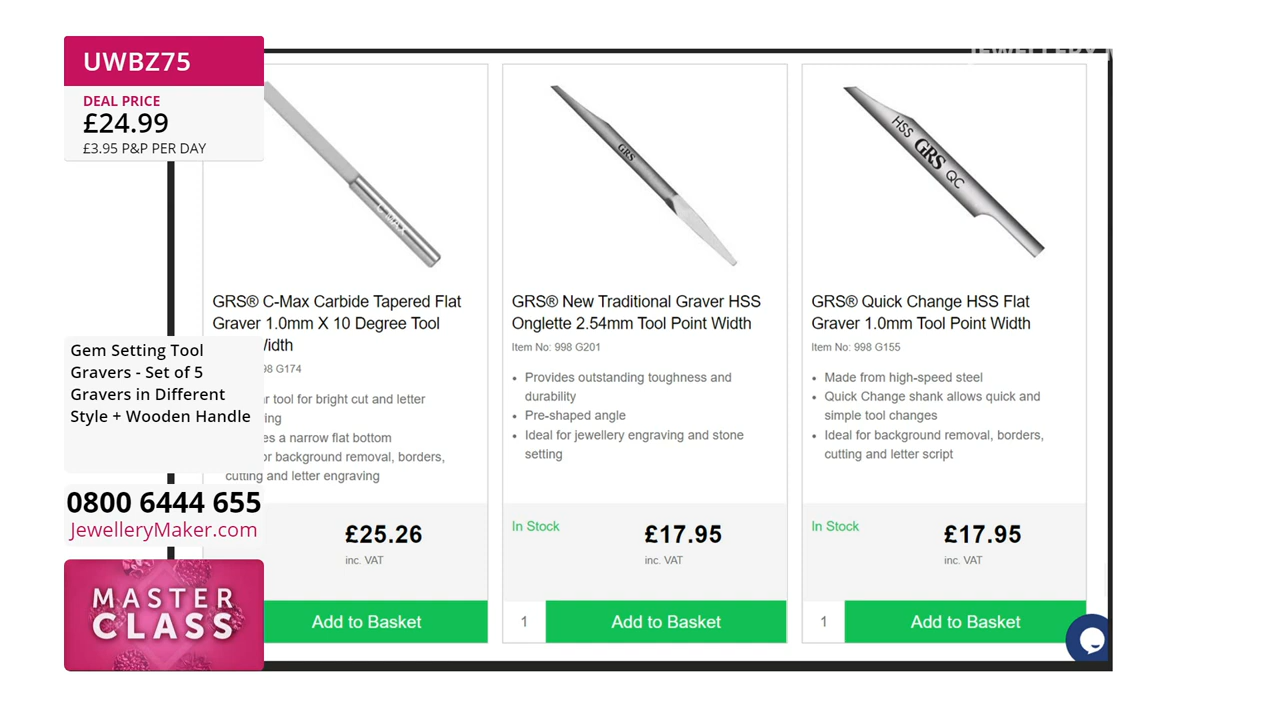 UWBZ75
DEAL PRICE
£24.99
£3.95 P&P PER DAY
Gem Setting Tool
Gravers - Set of 5
Gravers in Different
Style + Wooden Handle
0800 6444 655
JewelleryMaker.com
MASTER
CLASS
GRS® C-Max Carbide Tapered Flat
Graver 1.0mm X 10 Degree Tool
G174
tool for bright cut and letter
a narrow flat bottom
background removal, borders,
cutting and letter engraving
£25.26
inc. VAT
Add to Basket
GRS
GRS® New Traditional Graver HSS
Onglette 2.54mm Tool Point Width
Item No: 998 G201
• Provides outstanding toughness and
durability
• Pre-shaped angle
• Ideal for jewellery engraving and stone
setting
In Stock
£17.95
inc. VAT
1
Add to Basket
HSS GRS QC
GRS® Quick Change HSS Flat
Graver 1.0mm Tool Point Width
Item No: 998 G155
• Made from high-speed steel
• Quick Change shank allows quick and
simple tool changes
• Ideal for background removal, borders,
cutting and letter script
In Stock
£17.95
inc. VAT
1
Add to Basket